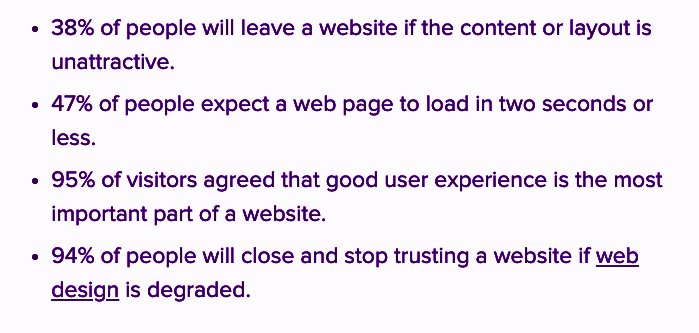 • 38% of people will leave a website if the content or layout is
unattractive.
• 47% of people expect a web page to load in two seconds or
less.
• 95% of visitors agreed that good user experience is the most
important part of a website.
• 94% of people will close and stop trusting a website if web
design is degraded.